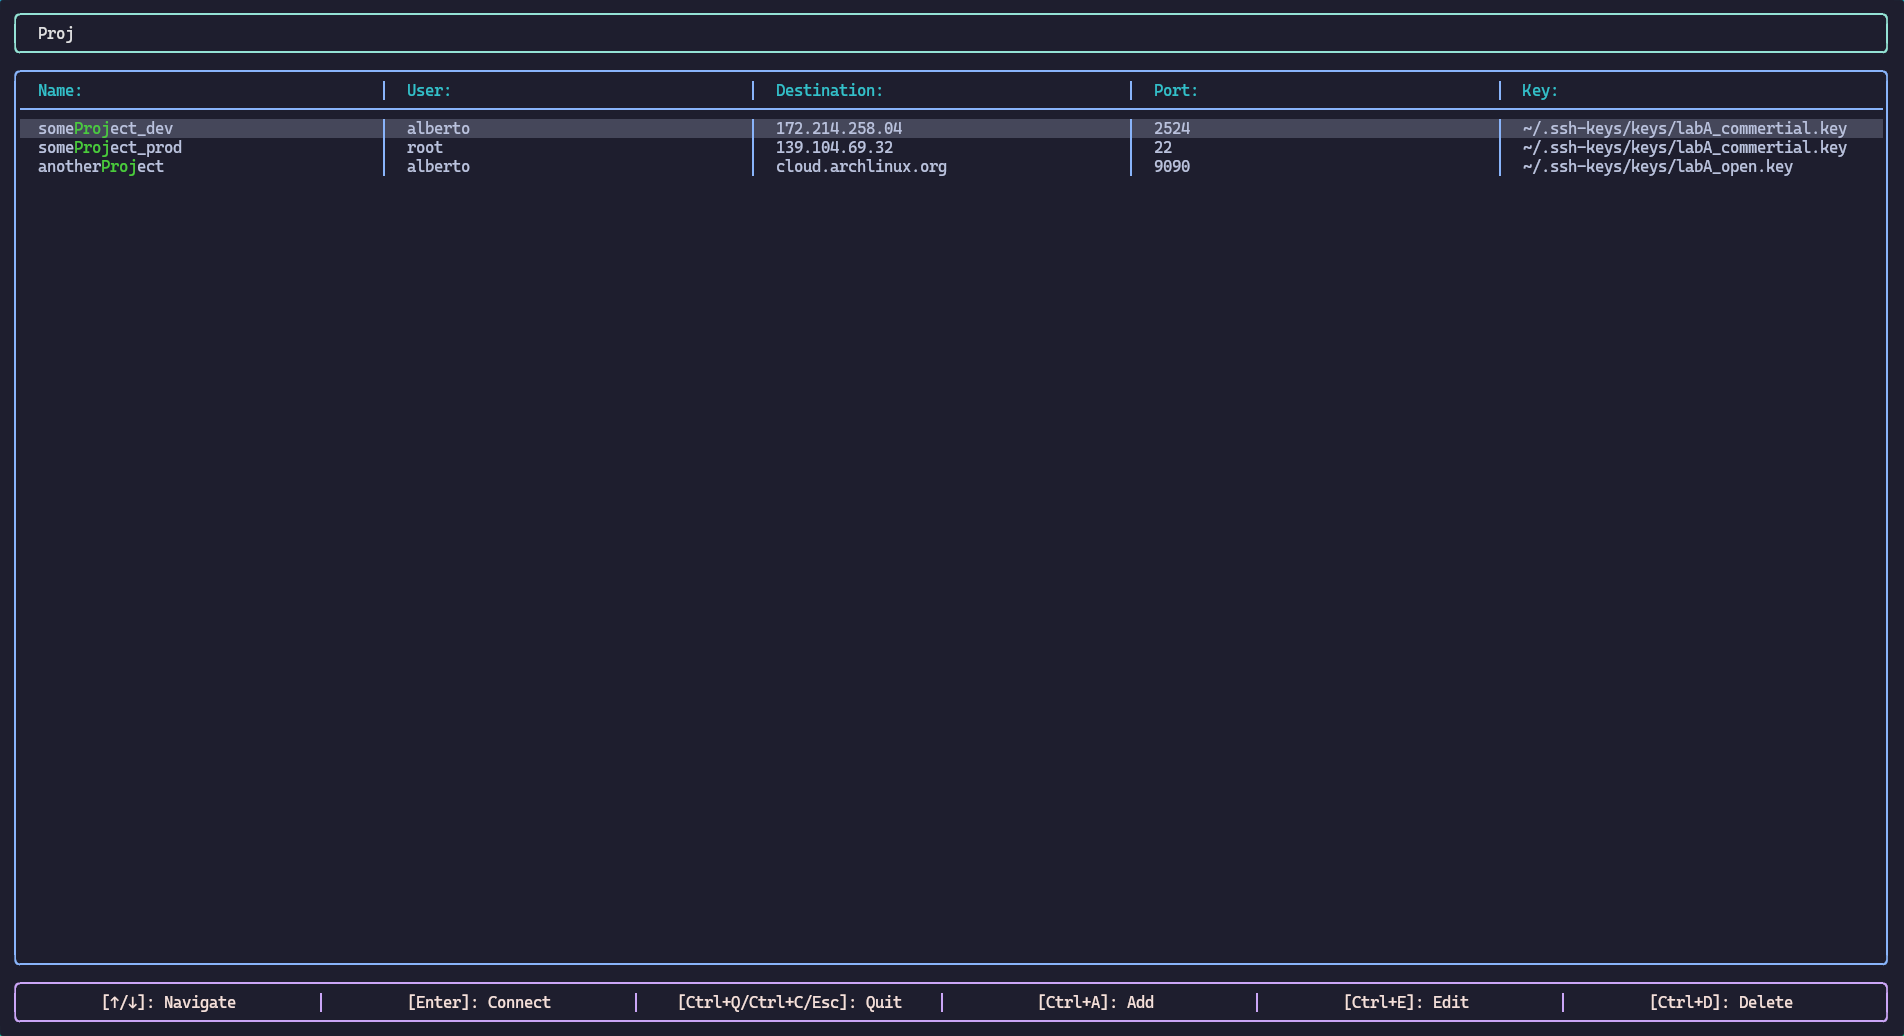 Proj
Name: User: Destination: Port: Key:
someProject_dev alberto 172.214.258.04 2524 ~/.ssh-keys/keys/labA_commertial.key
someProject_prod root 139.104.69.32 22 ~/.ssh-keys/keys/labA_commertial.key
anotherProject alberto cloud.archlinux.org 9090 ~/.ssh-keys/keys/labA_open.key
[↑/↓]: Navigate [Enter]: Connect [Ctrl+Q/Ctrl+C/Esc]: Quit [Ctrl+A]: Add [Ctrl+E]: Edit [Ctrl+D]: Delete